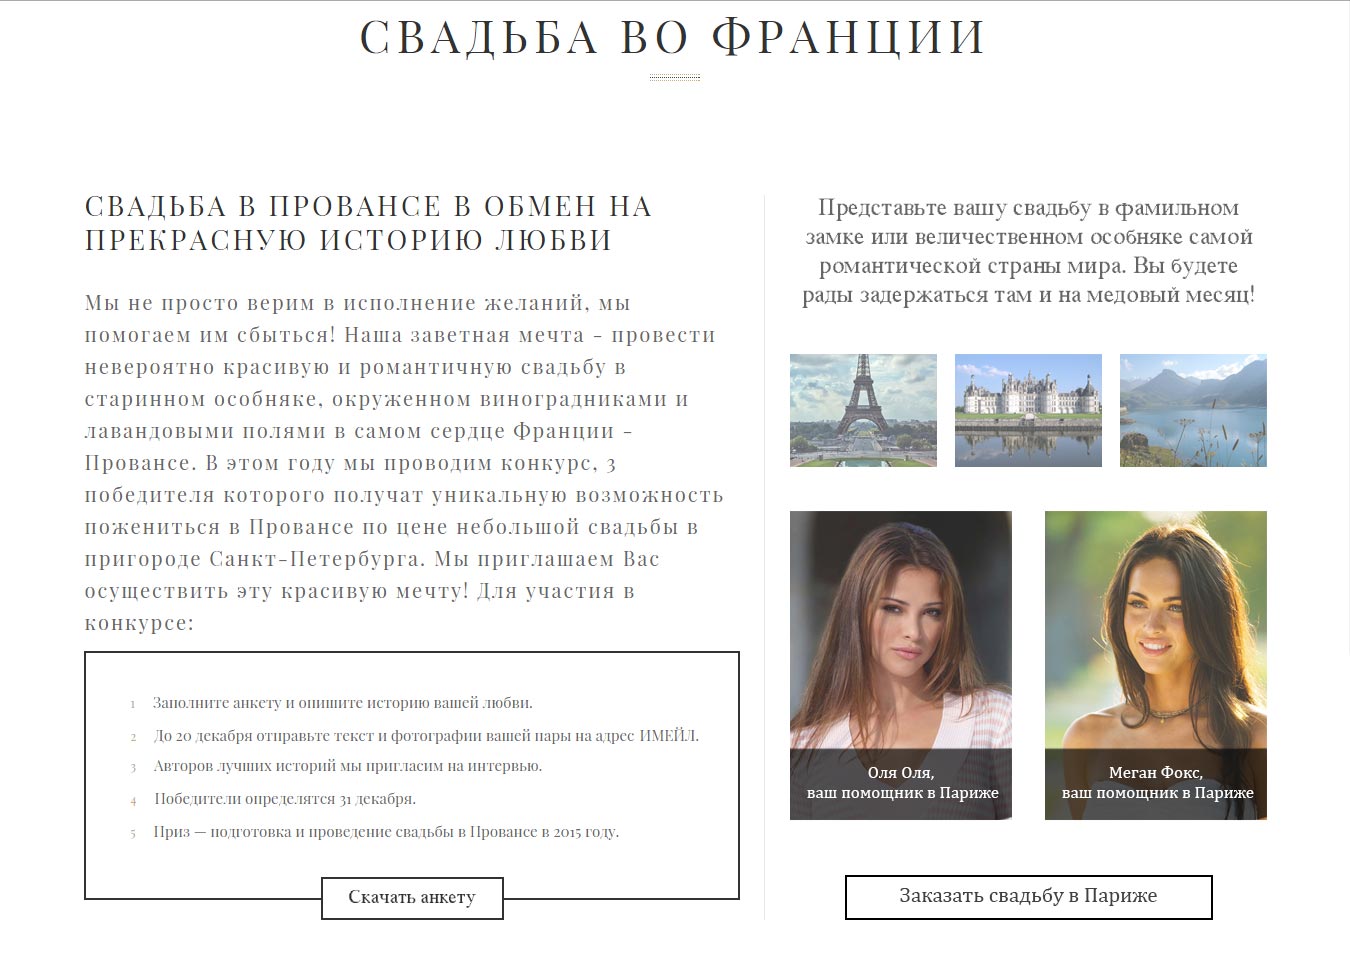 СВАДЬБА ВО ФРАНЦИИ
СВАДЬБА В ПРОВАНСЕ В ОБМЕН НА
ПРЕКРАСНУЮ ИСТОРИЮ ЛЮБВИ
Мы не просто верим в исполнение желаний, мы
помогаем им сбыться! Наша заветная мечта - провести
невероятно красивую и романтичную свадьбу в
старинном особняке, окруженном виноградниками и
лавандовыми полями в самом сердце Франции -
Провансе. В этом году мы проводим конкурс, 3
победителя которого получат уникальную возможность
пожениться в Провансе по цене небольшой свадьбы в
пригороде Санкт-Петербурга. Мы приглашаем Вас
осуществить эту красивую мечту! Для участия в
конкурсе:
1 Заполните анкету и опишите историю вашей любви.
2 До 20 декабря отправьте текст и фотографии вашей пары на адрес ИМЕЙЛ.
3 Авторов лучших историй мы пригласим на интервью.
4 Победители определятся 31 декабря.
5 Приз — подготовка и проведение свадьбы в Провансе в 2015 году.
Скачать анкету
Представьте вашу свадьбу в фамильном
замке или величественном особняке самой
романтической страны мира. Вы будете
рады задержаться там и на медовый месяц!
Оля Оля,
ваш помощник в Париже
Меган Фокс,
ваш помощник в Париже
Заказать свадьбу в Париже